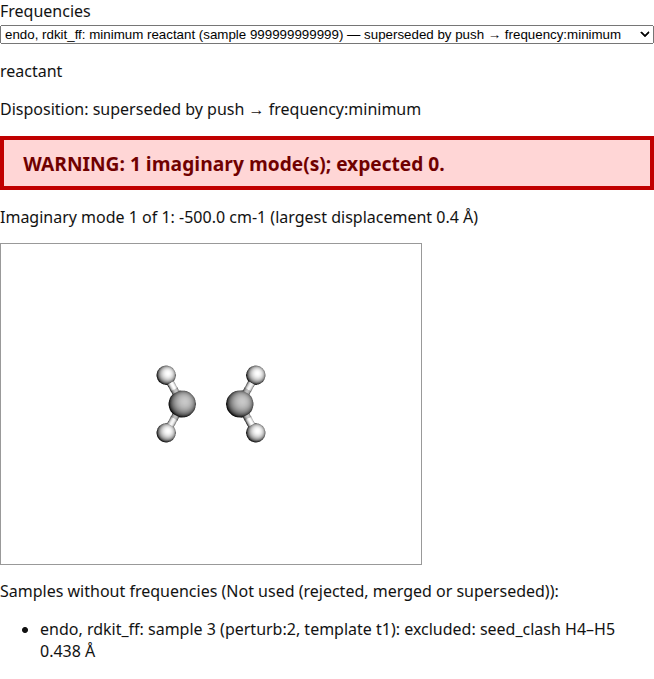 Frequencies
endo, rdkit_ff: minimum reactant (sample 999999999999) — superseded by push → frequency:minimum
reactant
Disposition: superseded by push → frequency:minimum
WARNING: 1 imaginary mode(s); expected 0.
Imaginary mode 1 of 1: -500.0 cm-1 (largest displacement 0.4 Å)
Samples without frequencies (Not used (rejected, merged or superseded)):
• endo, rdkit_ff: sample 3 (perturb:2, template t1): excluded: seed_clash H4–H5
0.438 Å